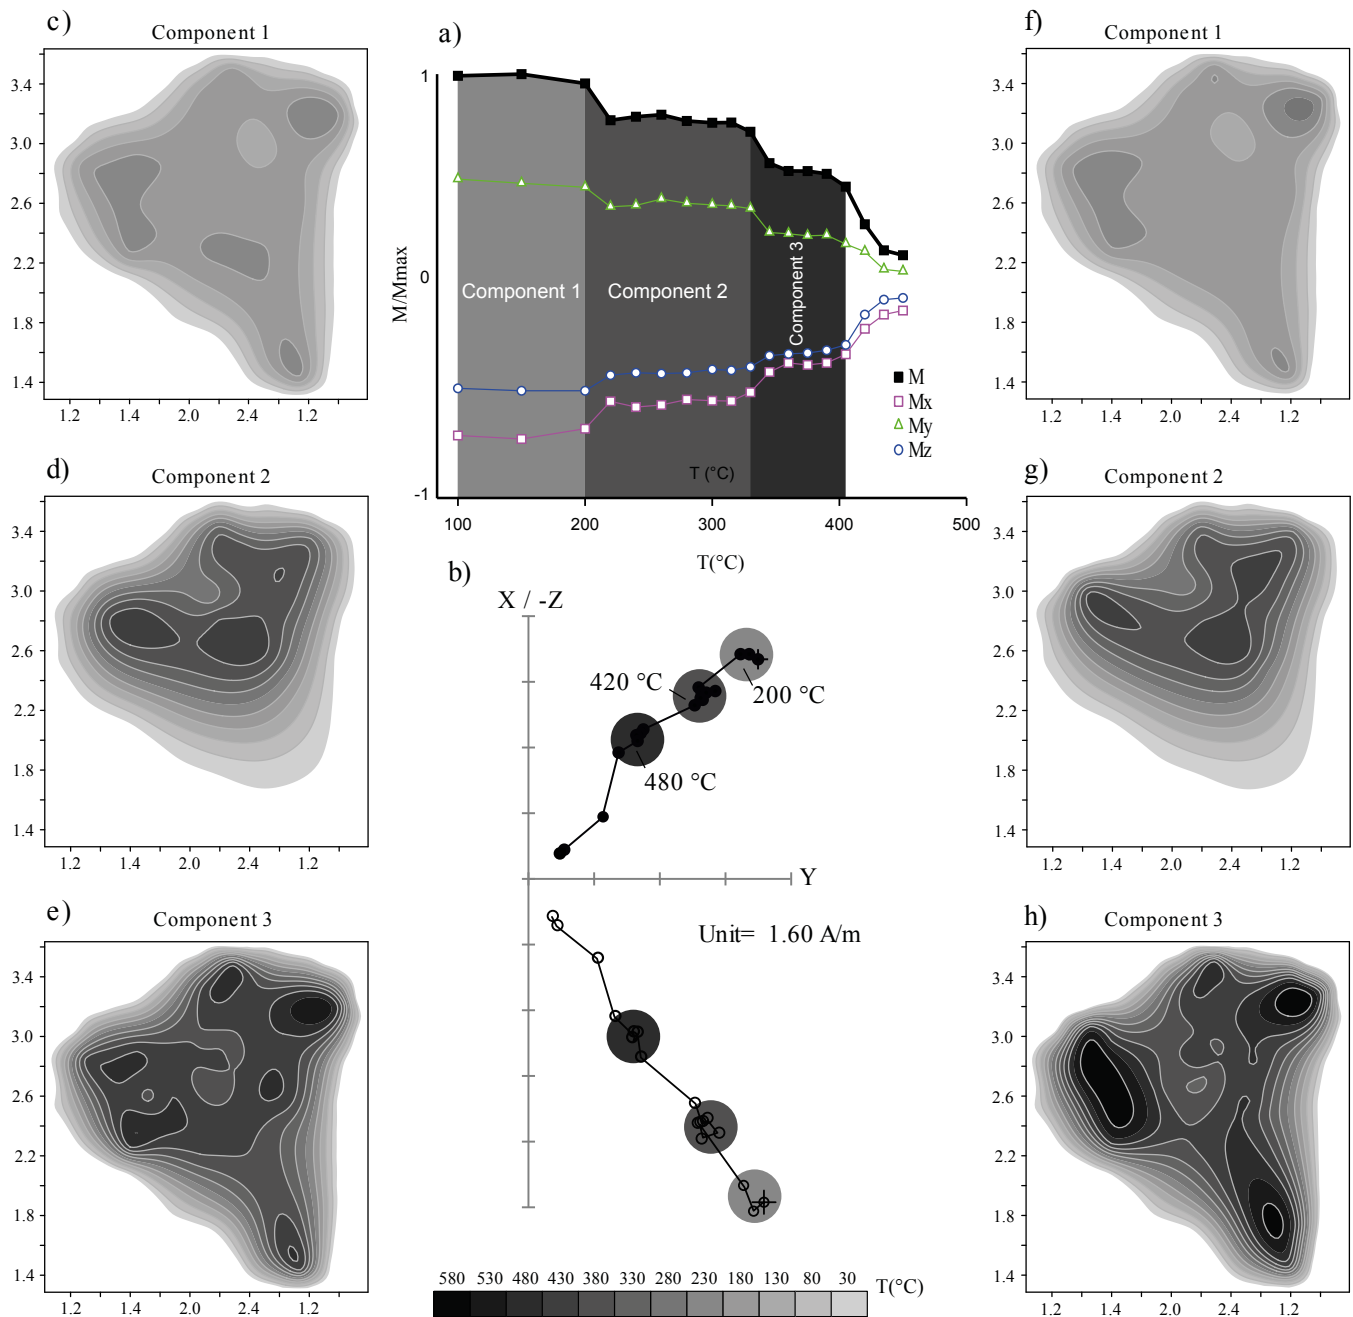 c)
Component 1
3.4
3.0
2.6
2.2
1.8
1.4
1.2 1.4 2.0 2.4 1.2
a)
1
0
-1
M/Mmax
Component 1
Component 2
Component 3
T (°C)
M
Mx
My
Mz
100 200 300 400 500
T(°C)
f)
Component 1
3.4
3.0
2.6
2.2
1.8
1.4
1.2 1.4 2.0 2.4 1.2
d)
Component 2
3.4
3.0
2.6
2.2
1.8
1.4
1.2 1.4 2.0 2.4 1.2
b)
X / -Z
420 °C
200 °C
480 °C
Y
Unit= 1.60 A/m
g)
Component 2
3.4
3.0
2.6
2.2
1.8
1.4
1.2 1.4 2.0 2.4 1.2
e)
Component 3
3.4
3.0
2.6
2.2
1.8
1.4
1.2 1.4 2.0 2.4 1.2
h)
Component 3
3.4
3.0
2.6
2.2
1.8
1.4
1.2 1.4 2.0 2.4 1.2
580 530 480 430 380 330 280 230 180 130 80 30 T(°C)